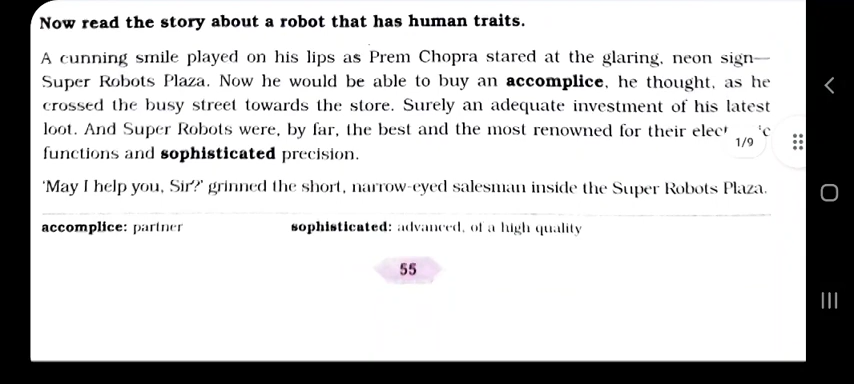 Now read the story about a robot that has human traits.
A cunning smile played on his lips as Prem Chopra stared at the glaring, neon sign—
Super Robots Plaza. Now he would be able to buy an accomplice, he thought, as he
crossed the busy street towards the store. Surely an adequate investment of his latest
loot. And Super Robots were, by far, the best and the most renowned for their
1/9
functions and sophisticated precision.
'May I help you, Sir?' grinned the short, narrow-eyed salesman inside the Super Robots Plaza.
accomplice: partner sophisticated: advanced, of a high quality
55